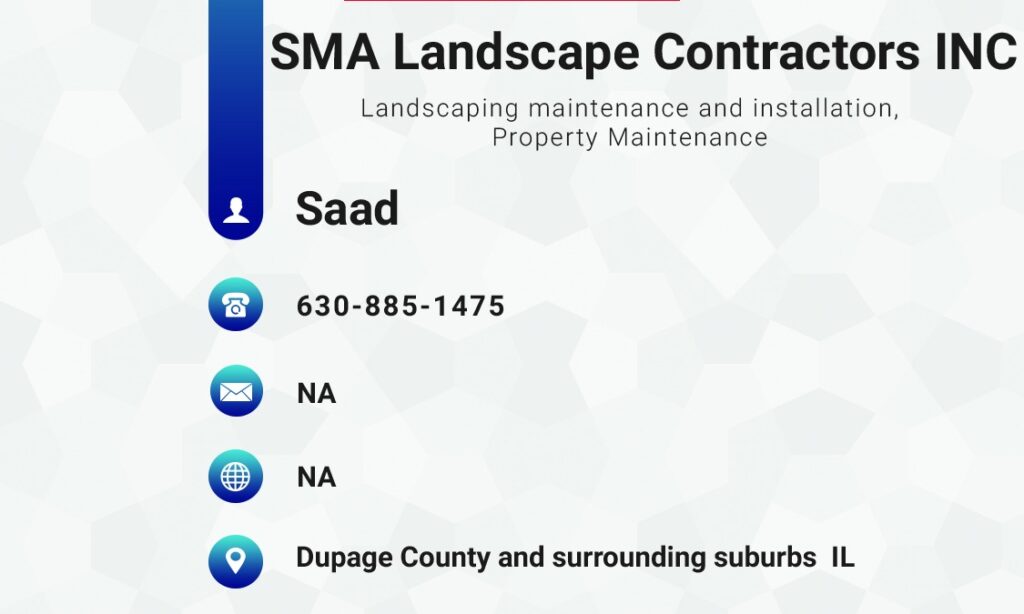 SMA Landscape Contractors INC
Landscaping maintenance and installation,
Property Maintenance
Saad
630-885-1475
NA
NA
Dupage County and surrounding suburbs IL